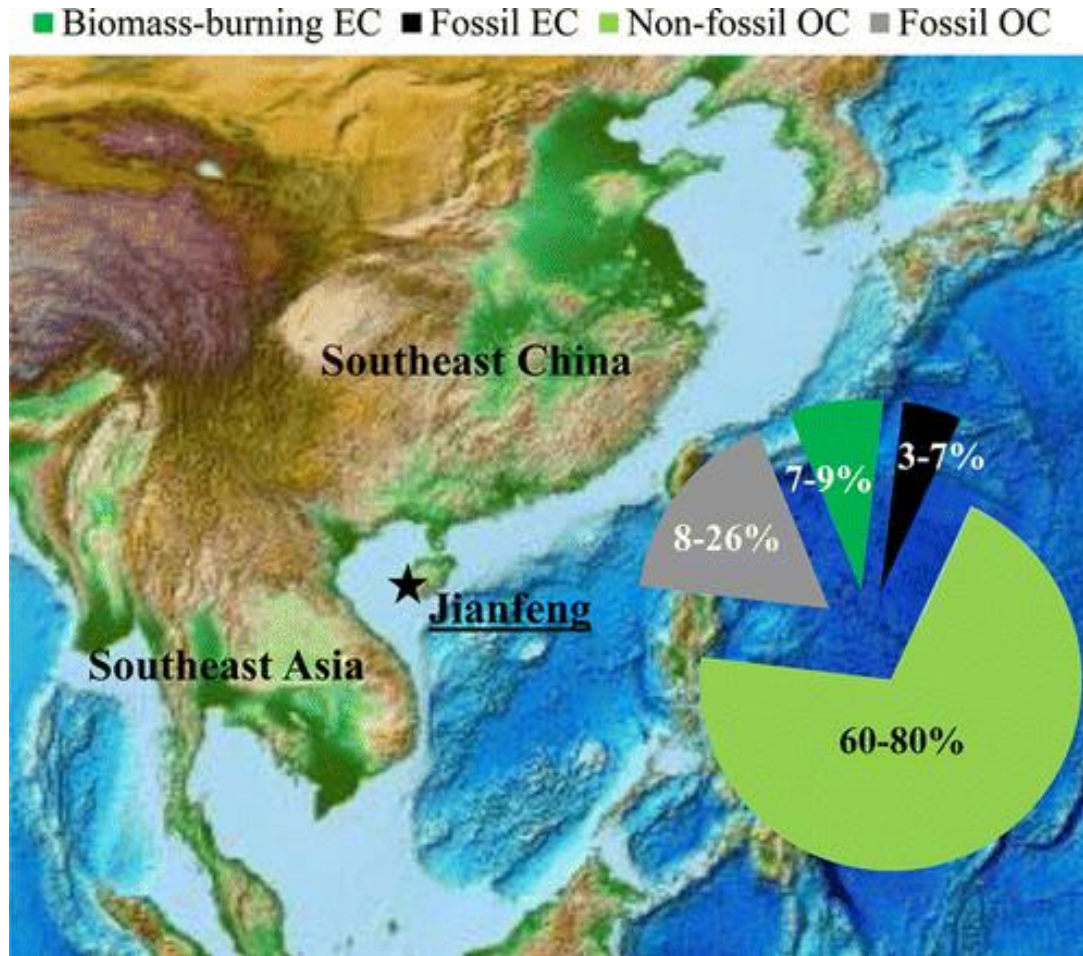 Biomass-burning EC Fossil EC Non-fossil OC Fossil OC
Southeast China
3-7%
7-9%
8-26%
Jianfeng
Southeast Asia
60-80%